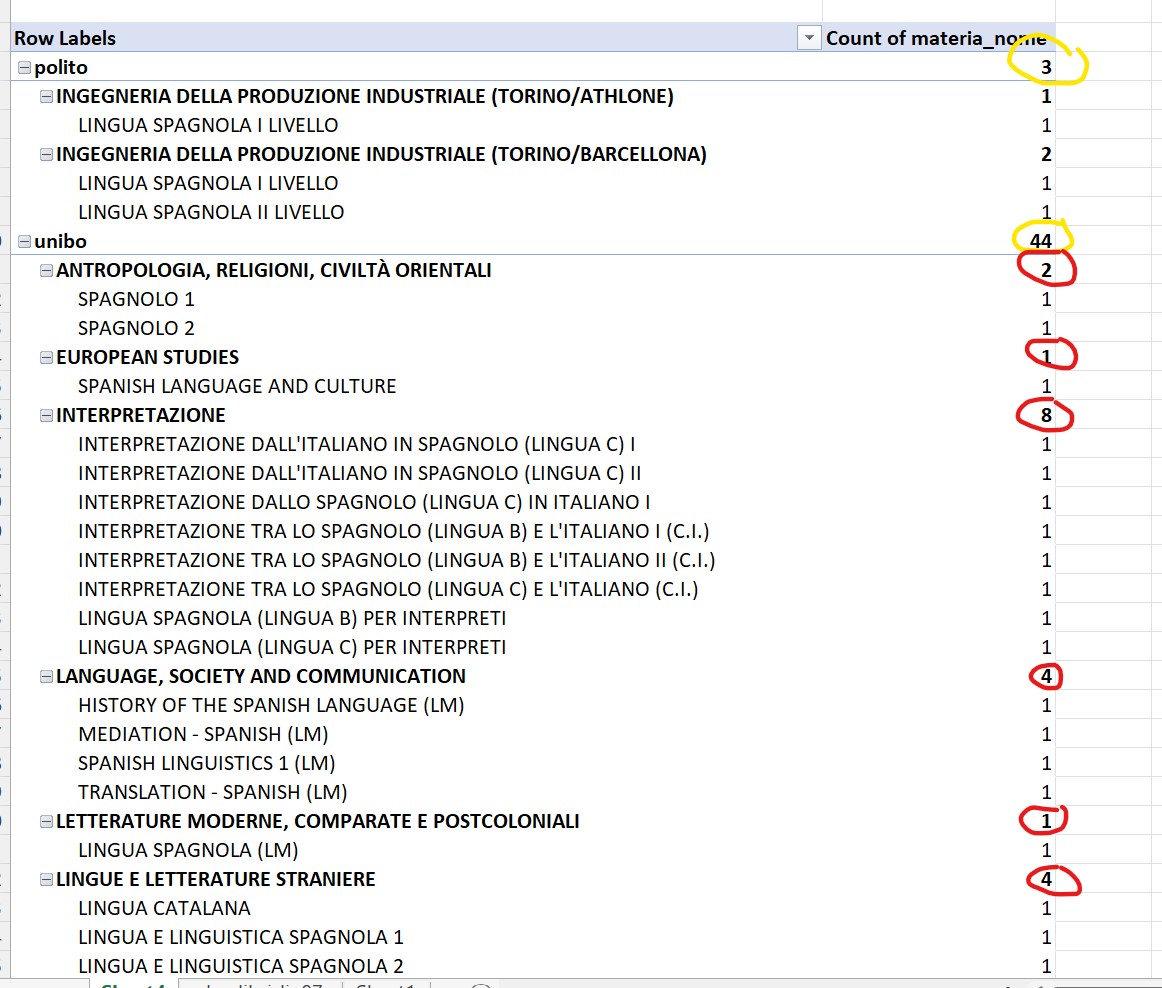 Row Labels Count of materia_nome
polito 3
INGEGNERIA DELLA PRODUZIONE INDUSTRIALE (TORINO/ATHLONE) 1
LINGUA SPAGNOLA I LIVELLO 1
INGEGNERIA DELLA PRODUZIONE INDUSTRIALE (TORINO/BARCELLONA) 2
LINGUA SPAGNOLA I LIVELLO 1
LINGUA SPAGNOLA II LIVELLO 1
unibo 44
ANTROPOLOGIA, RELIGIONI, CIVILTÀ ORIENTALI 2
SPAGNOLO 1 1
SPAGNOLO 2 1
EUROPEAN STUDIES 1
SPANISH LANGUAGE AND CULTURE 1
INTERPRETAZIONE 8
INTERPRETAZIONE DALL'ITALIANO IN SPAGNOLO (LINGUA C) I 1
INTERPRETAZIONE DALL'ITALIANO IN SPAGNOLO (LINGUA C) II 1
INTERPRETAZIONE DALLO SPAGNOLO (LINGUA C) IN ITALIANO I 1
INTERPRETAZIONE TRA LO SPAGNOLO (LINGUA B) E L'ITALIANO I (C.I.) 1
INTERPRETAZIONE TRA LO SPAGNOLO (LINGUA B) E L'ITALIANO II (C.I.) 1
INTERPRETAZIONE TRA LO SPAGNOLO (LINGUA C) E L'ITALIANO (C.I.) 1
LINGUA SPAGNOLA (LINGUA B) PER INTERPRETI 1
LINGUA SPAGNOLA (LINGUA C) PER INTERPRETI 1
LANGUAGE, SOCIETY AND COMMUNICATION 4
HISTORY OF THE SPANISH LANGUAGE (LM) 1
MEDIATION - SPANISH (LM) 1
SPANISH LINGUISTICS 1 (LM) 1
TRANSLATION - SPANISH (LM) 1
LETTERATURE MODERNE, COMPARATE E POSTCOLONIALI 1
LINGUA SPAGNOLA (LM) 1
LINGUE E LETTERATURE STRANIERE 4
LINGUA CATALANA 1
LINGUA E LINGUISTICA SPAGNOLA 1 1
LINGUA E LINGUISTICA SPAGNOLA 2 1